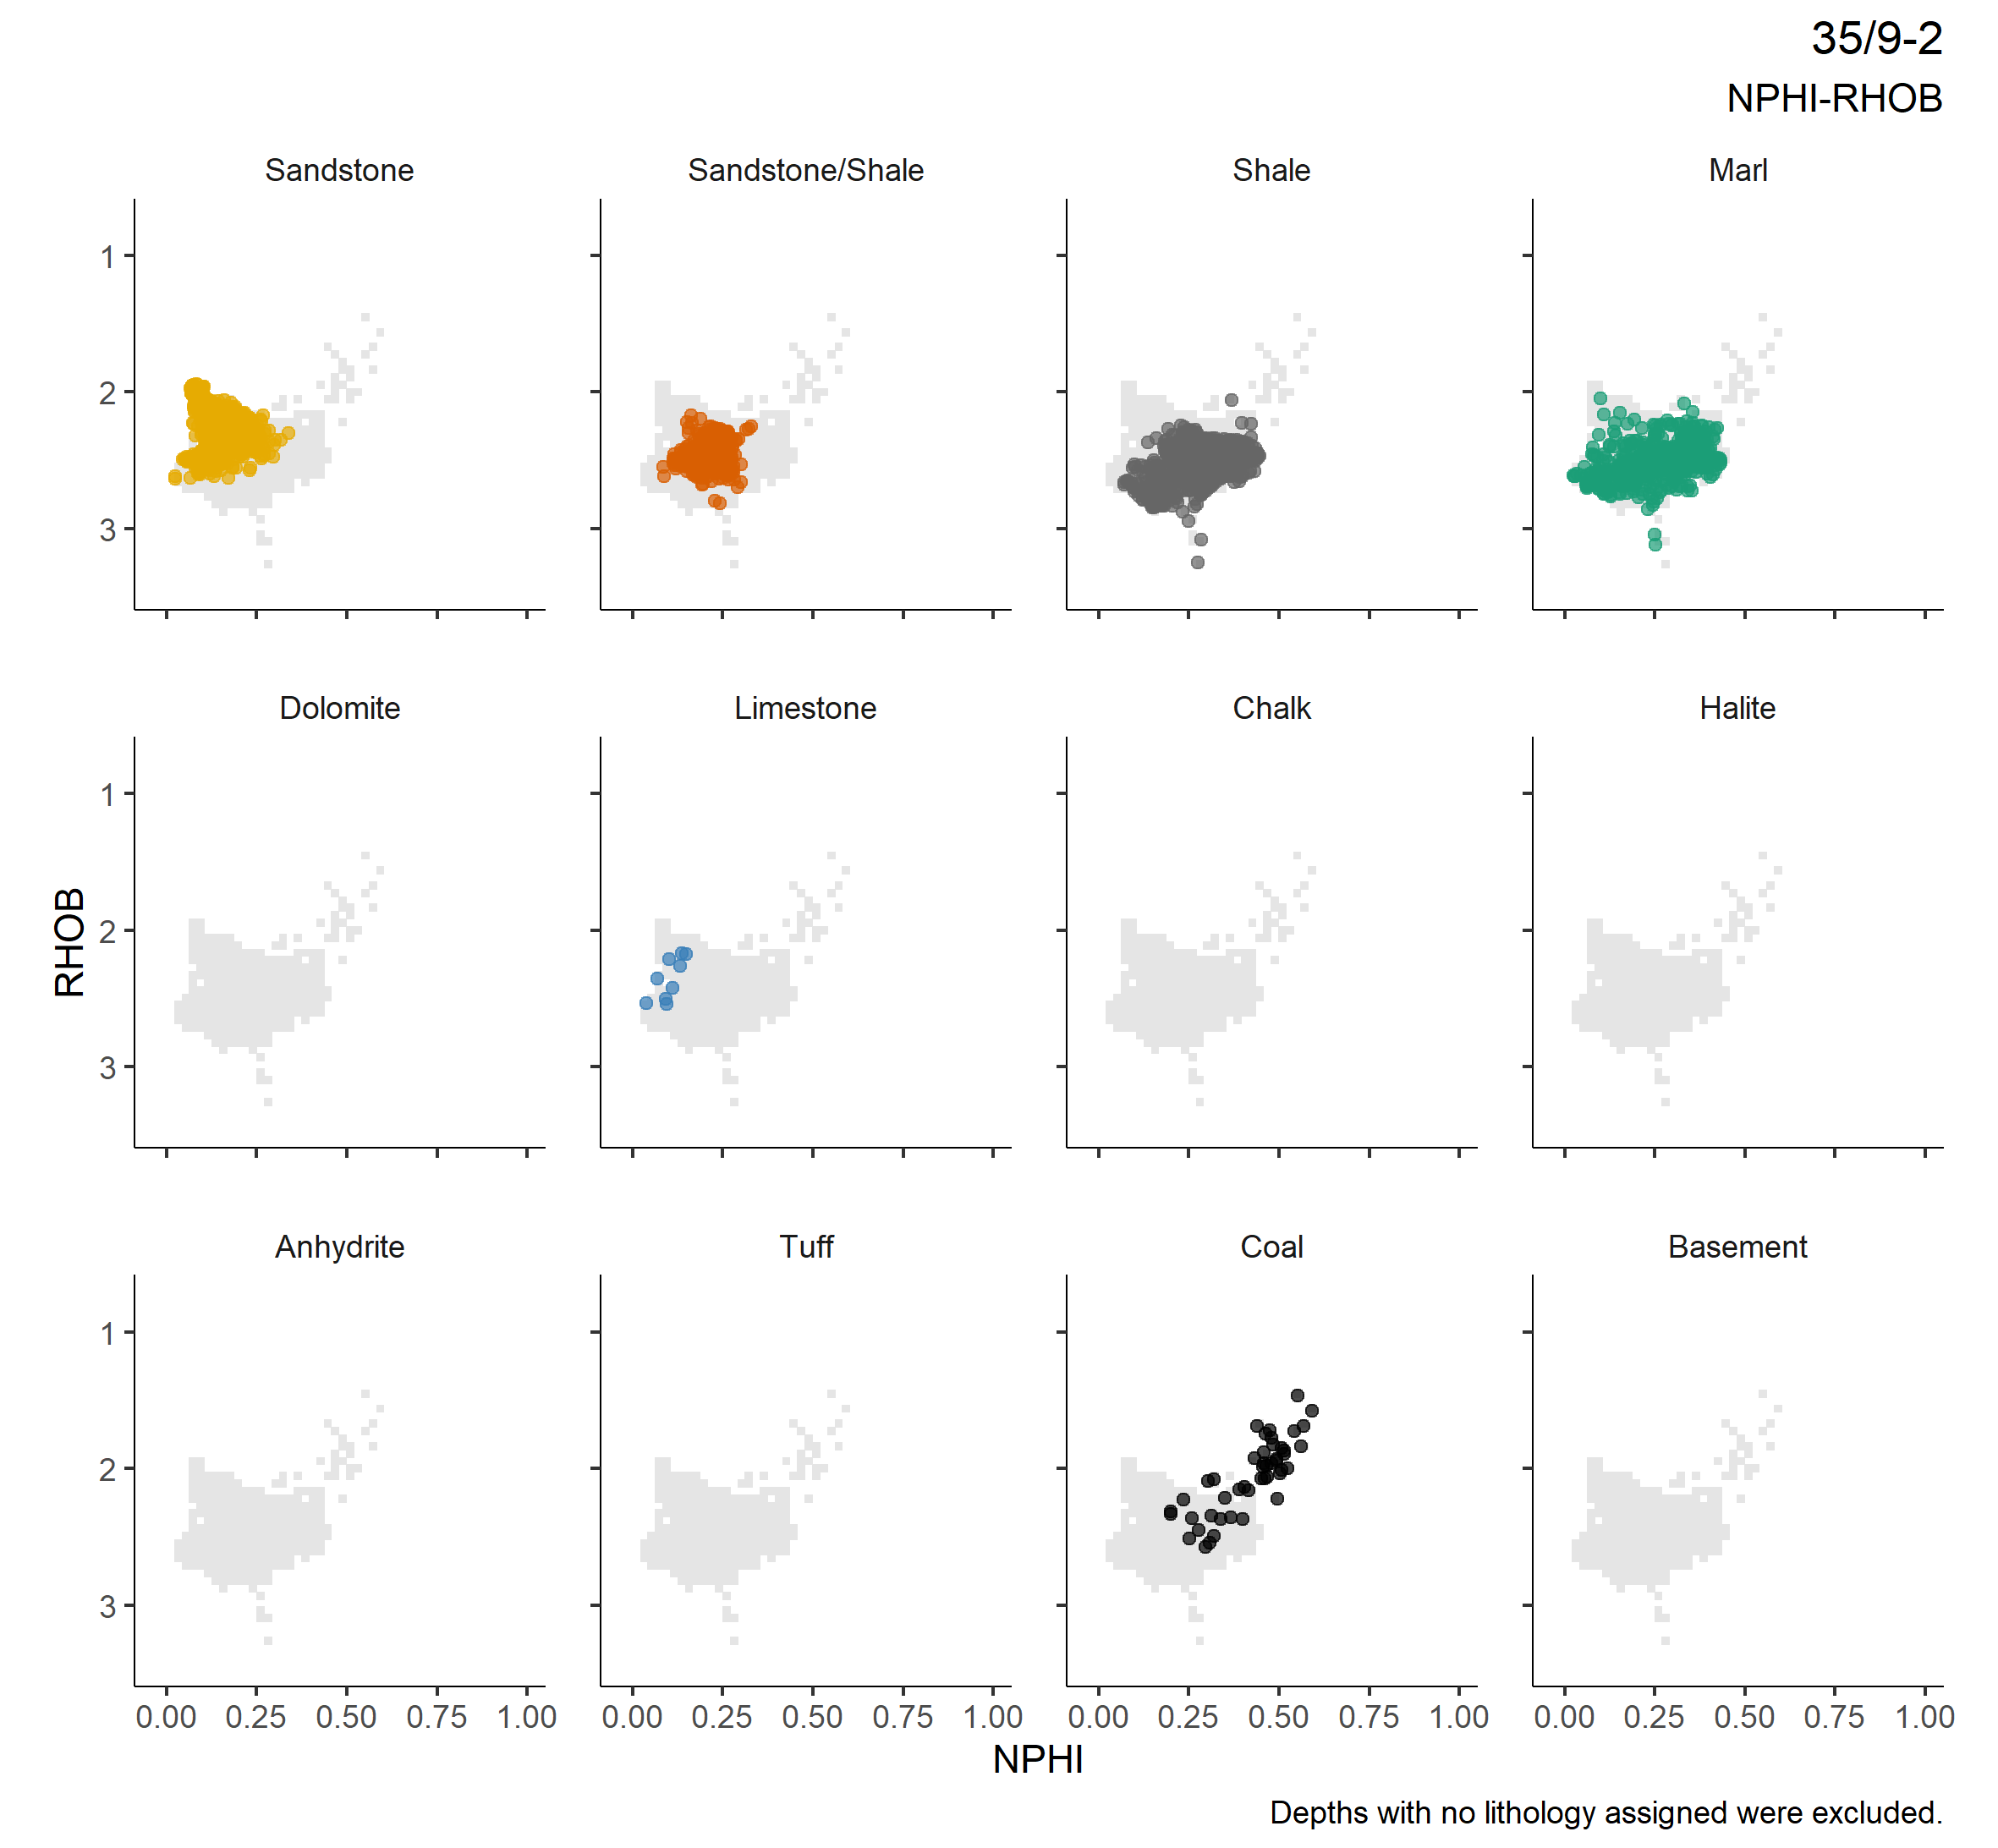 35/9-2
NPHI-RHOB
Sandstone
Sandstone/Shale
Shale
Marl
1
2
3
Dolomite
Limestone
Chalk
Halite
1
2
3
RHOB
Anhydrite
Tuff
Coal
Basement
1
2
3
0.00 0.25 0.50 0.75 1.00
0.00 0.25 0.50 0.75 1.00
0.00 0.25 0.50 0.75 1.00
0.00 0.25 0.50 0.75 1.00
NPHI
Depths with no lithology assigned were excluded.